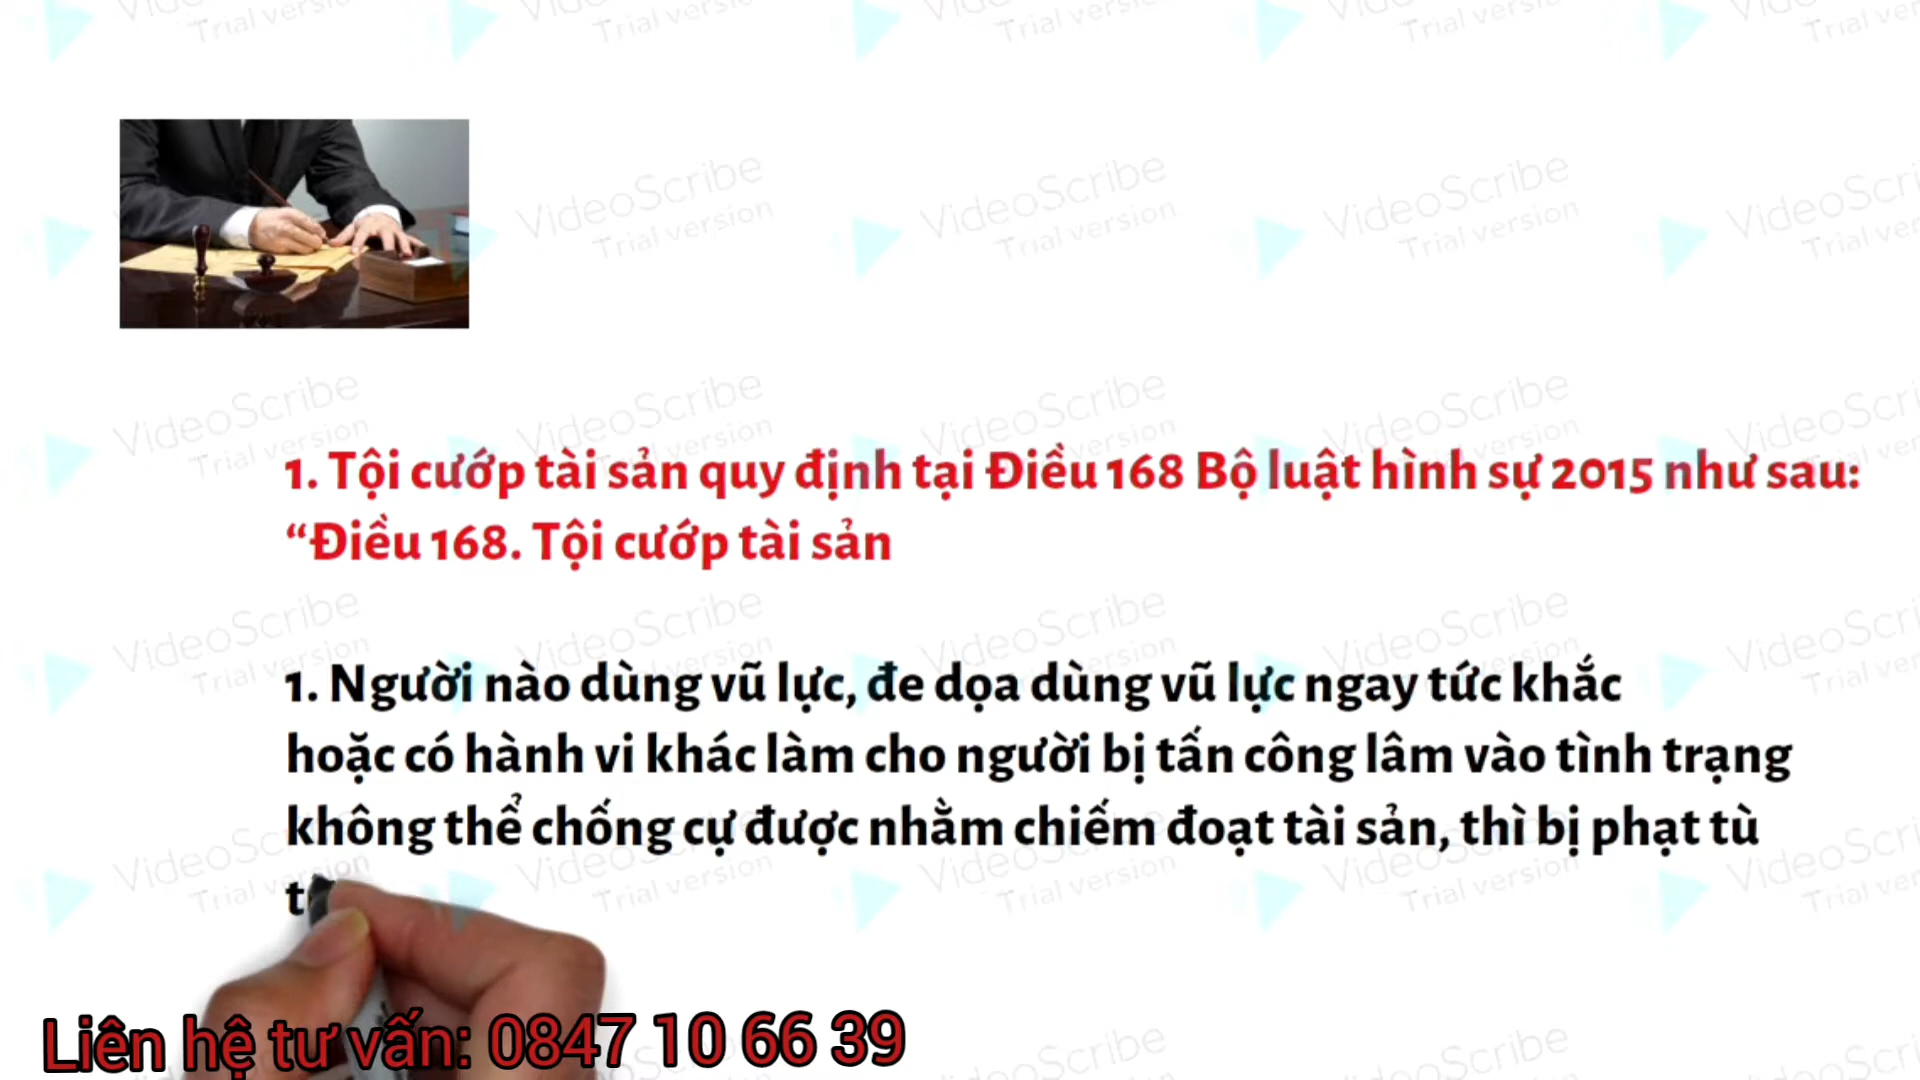 1. Tội cướp tài sản quy định tại Điều 168 Bộ luật hình sự 2015 như sau:
“Điều 168. Tội cướp tài sản
1. Người nào dùng vũ lực, đe dọa dùng vũ lực ngay tức khắc
hoặc có hành vi khác làm cho người bị tấn công lâm vào tình trạng
không thể chống cự được nhằm chiếm đoạt tài sản, thì bị phạt tù
Liên hệ tư vấn: 0847 10 66 39
VideoScribe
Trial version